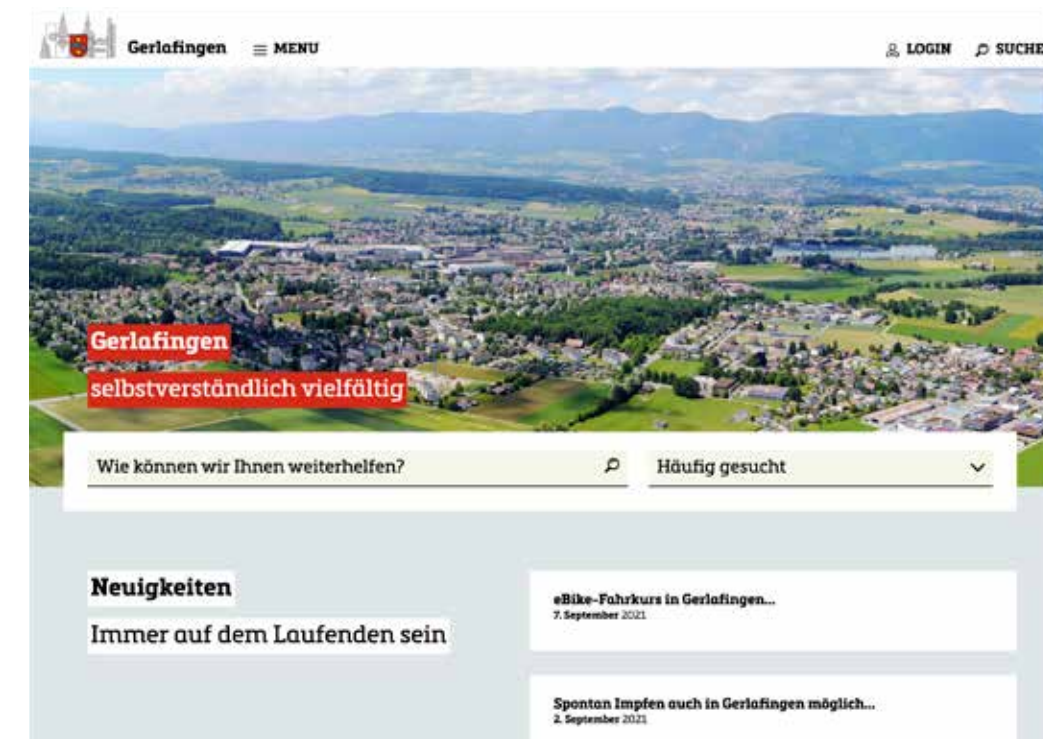 Gerlafingen MENU LOGIN SUCHE
Gerlafingen
selbstverständlich vielfältig
Wie können wir Ihnen weiterhelfen? Häufig gesucht
Neuigkeiten
Immer auf dem Laufenden sein
eBike-Fahrkurs in Gerlafingen...
7. September 2021
Spontan Impfen auch in Gerlafingen möglich...
2. September 2021